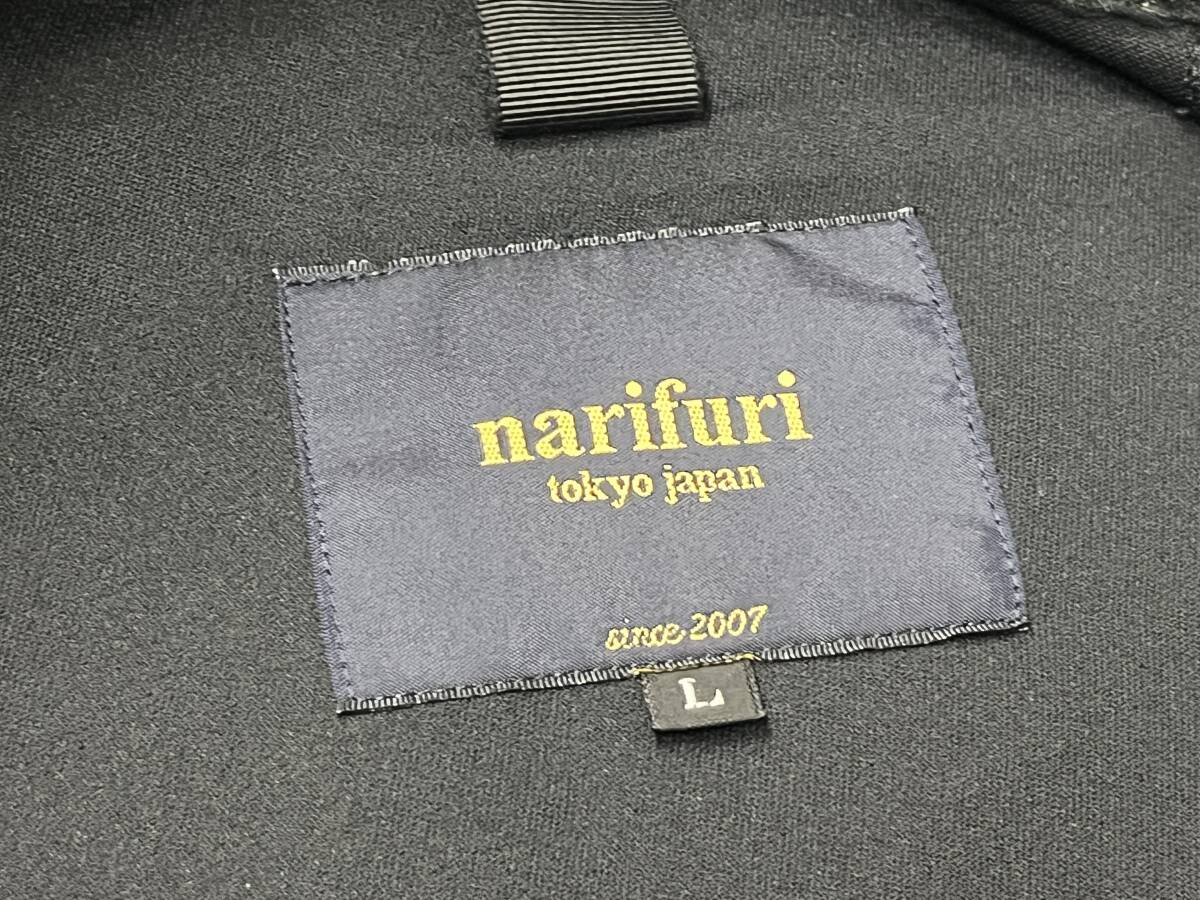 narifuri
tokyo japan
since 2007
L